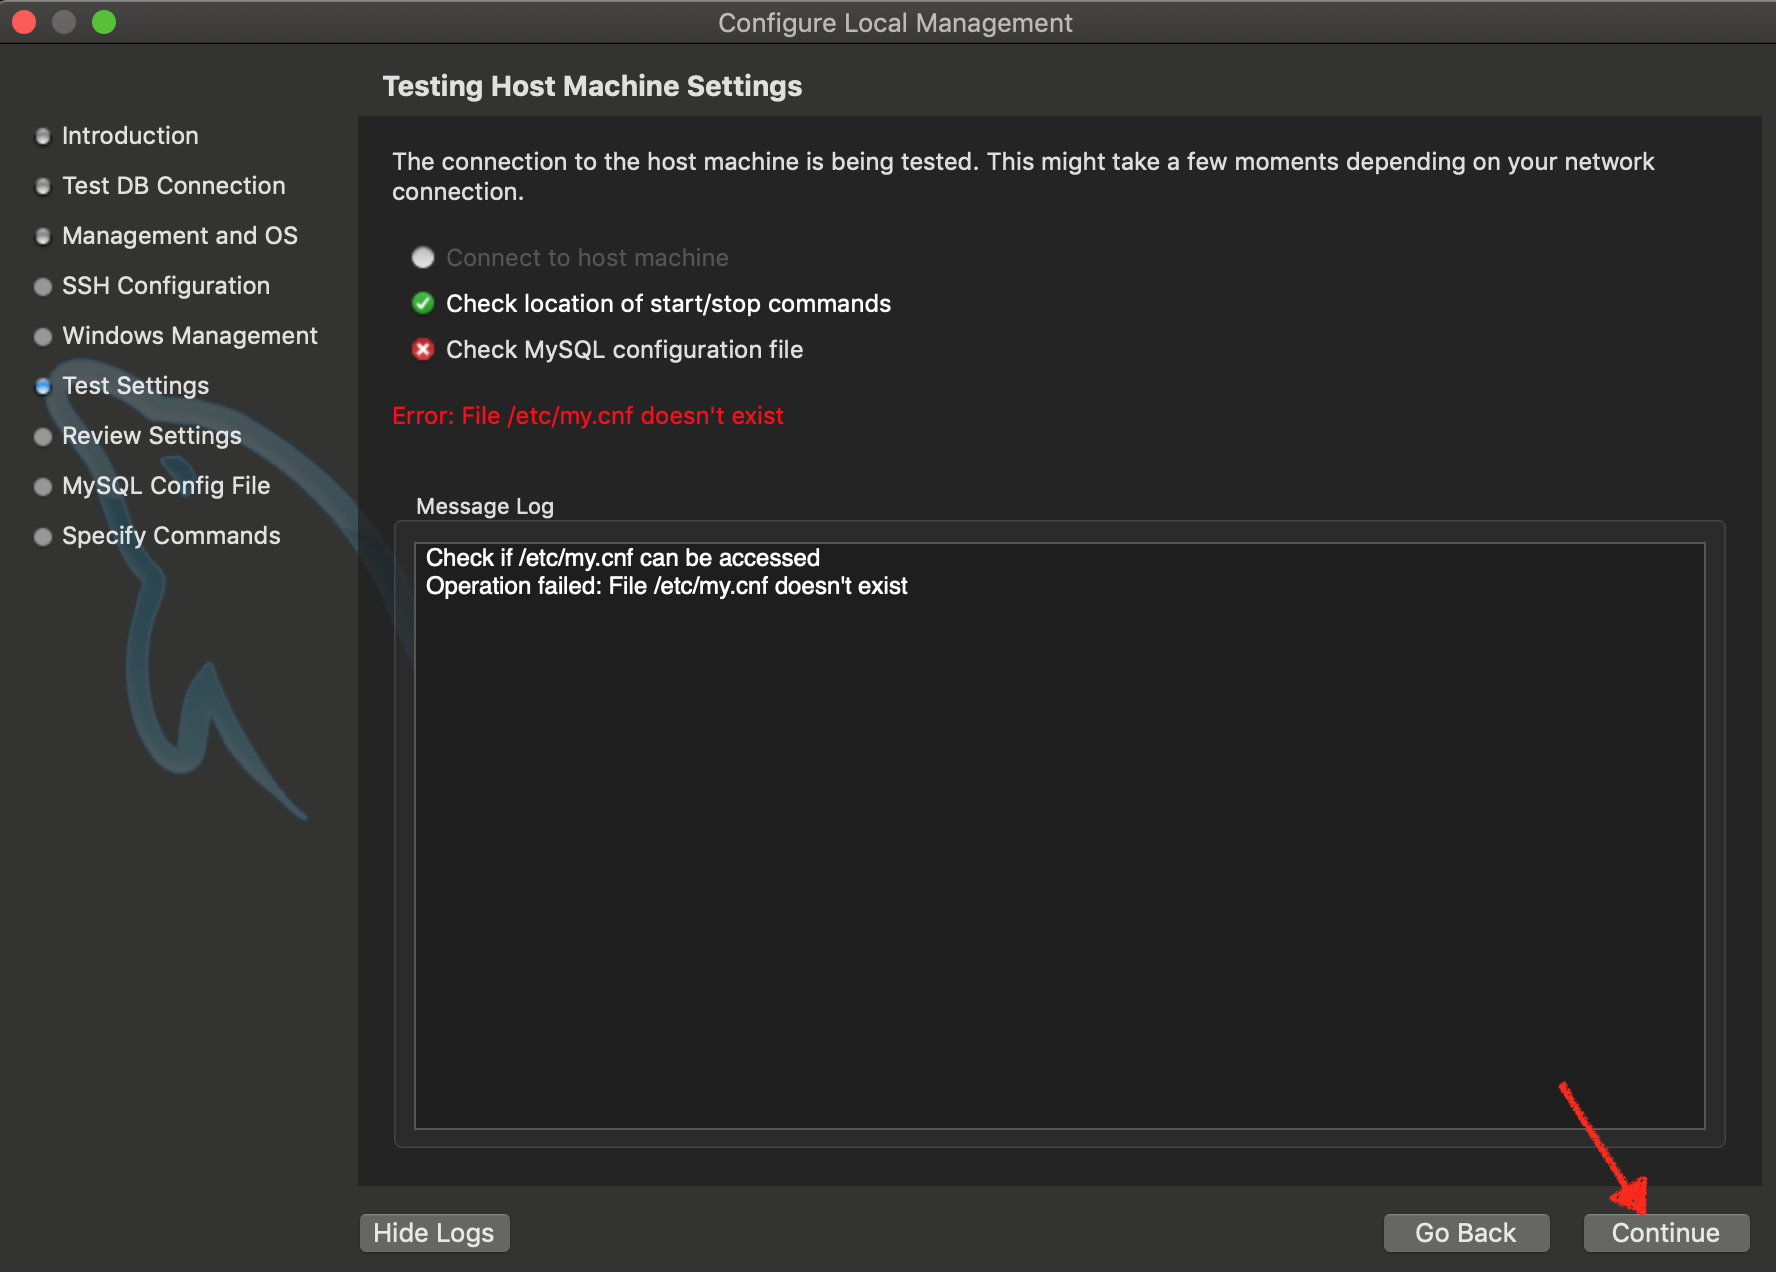 Configure Local Management
Testing Host Machine Settings
Introduction
Test DB Connection
Management and OS
SSH Configuration
Windows Management
Test Settings
Review Settings
MySQL Config File
Specify Commands
The connection to the host machine is being tested. This might take a few moments depending on your network
connection.
Connect to host machine
Check location of start/stop commands
Check MySQL configuration file
Error: File /etc/my.cnf doesn't exist
Message Log
Check if /etc/my.cnf can be accessed
Operation failed: File /etc/my.cnf doesn't exist
Hide Logs
Go Back
Continue